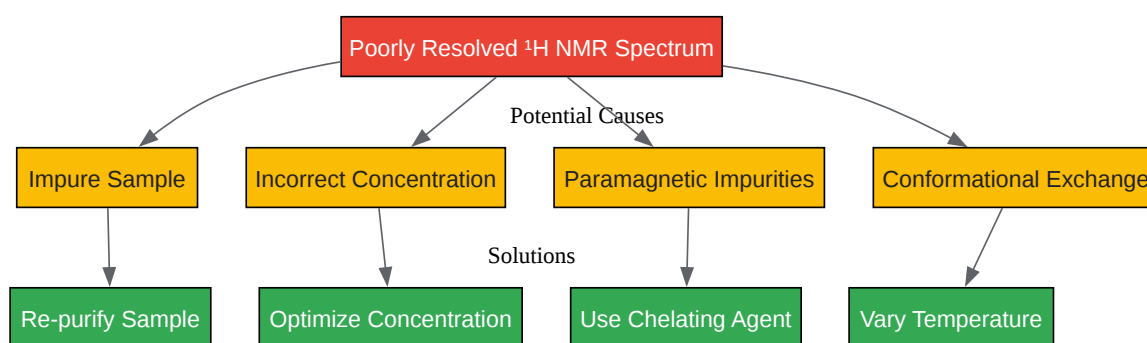 Poorly Resolved ¹H NMR Spectrum
Potential Causes
Impure Sample
Incorrect Concentration
Paramagnetic Impurities
Conformational Exchange
Solutions
Re-purify Sample
Optimize Concentration
Use Chelating Agent
Vary Temperature